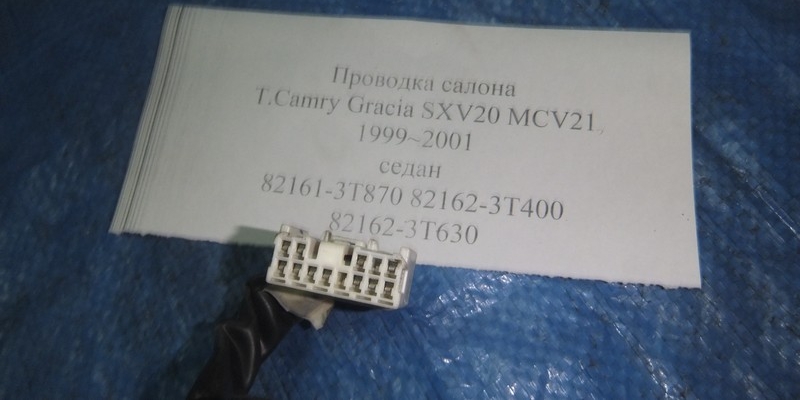 Проводка салона
T.Camry Gracia SXV20 MCV21,
1999~2001
седан
82161-3T870 82162-3T400
82162-3T630